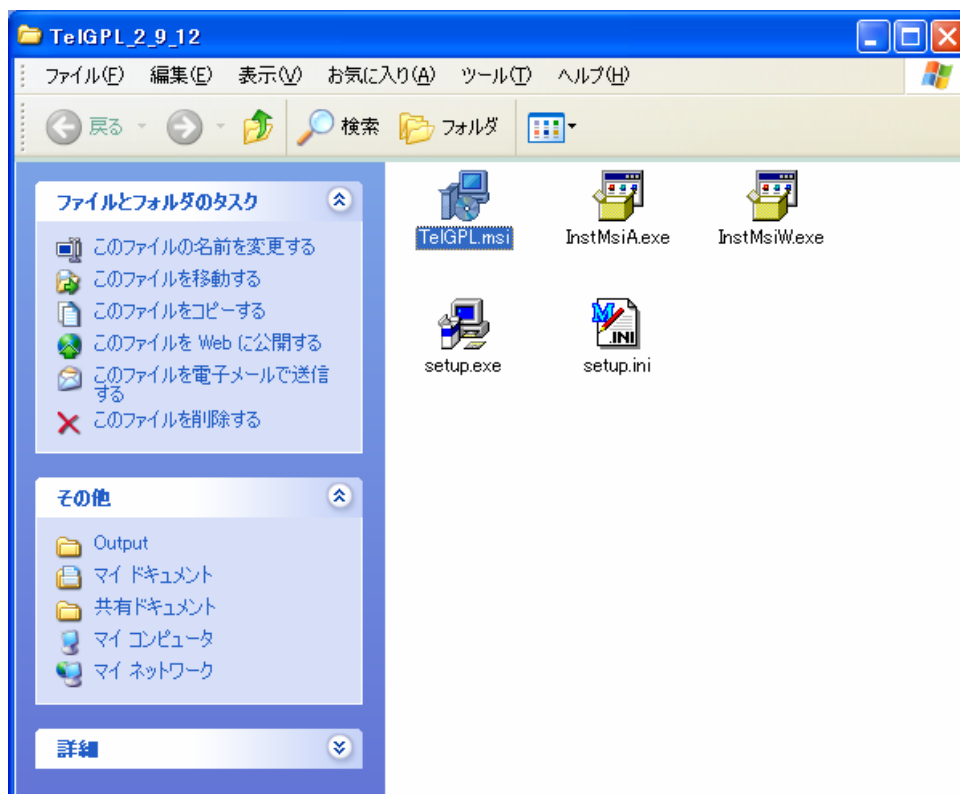 TelGPL_2_9_12
ファイル(F) 編集(E) 表示(V) お気に入り(A) ツール(T) ヘルプ(H)
戻る 検索 フォルダ
ファイルとフォルダのタスク
このファイルの名前を変更する
このファイルを移動する
このファイルをコピーする
このファイルを Web に公開する
このファイルを電子メールで送信
する
このファイルを削除する
その他
Output
マイ ドキュメント
共有ドキュメント
マイ コンピュータ
マイ ネットワーク
詳細
TelGPL.msi InstMsiA.exe InstMsiW.exe
setup.exe setup.ini
.INI